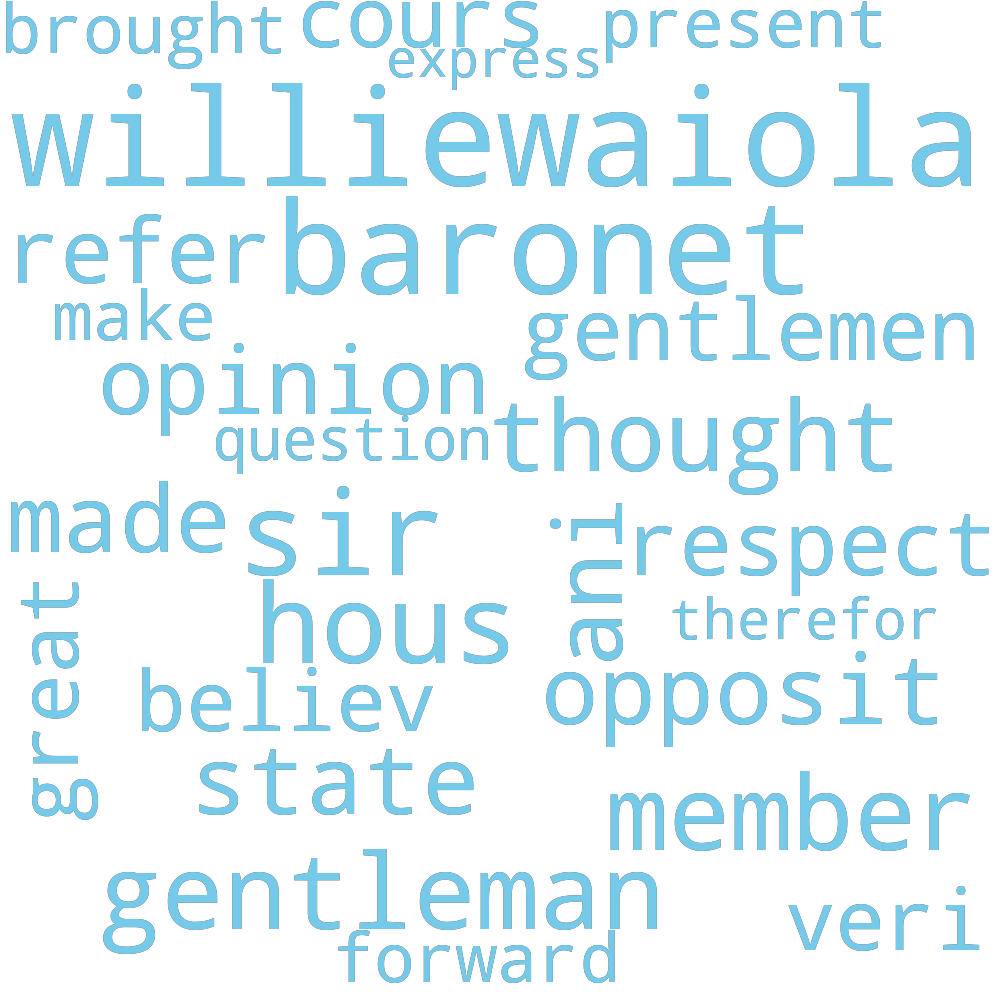 brought cours present
express
williewaiola
refer baronet
make gentlemen
opinion
question thought
made sir ani respect
hous therefor
great believ opposit
state member
gentleman veri
forward